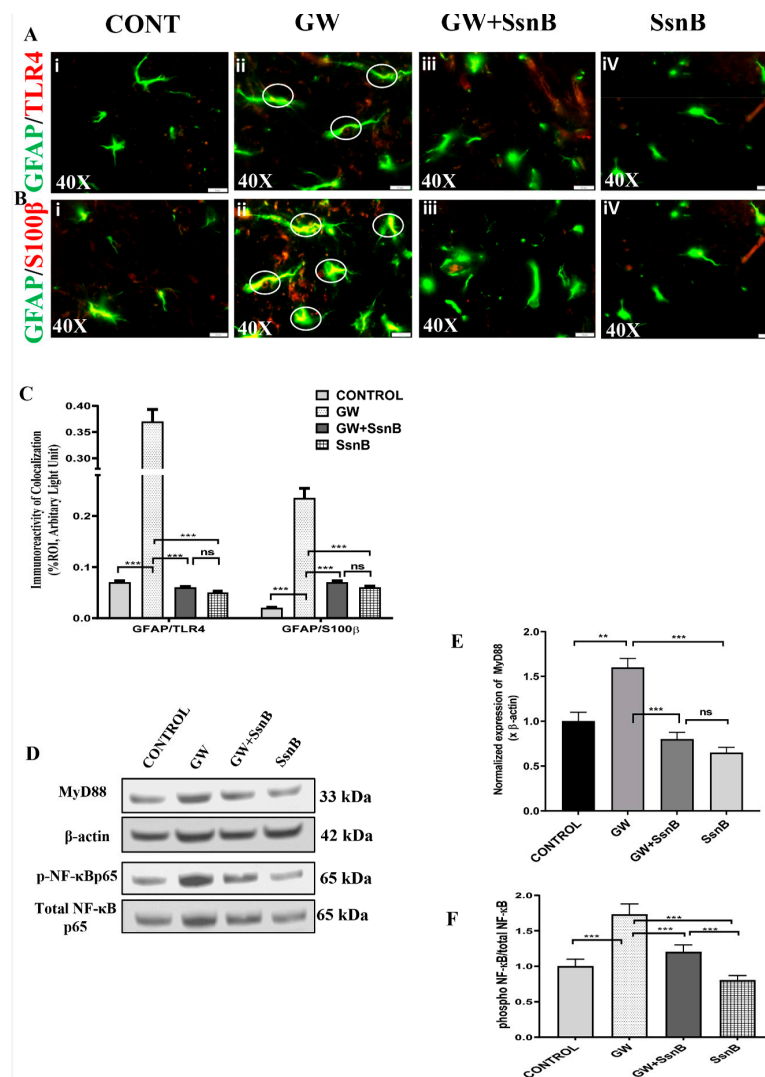 CONT GW GW+SsnB SsnB
A
GFAP/TLR4
i ii iii iV
40X 40X 40X 40X
B
GFAP/S100β
i ii iii iV
40X 40X 40X 40X
C
CONTROL
GW
GW+SsnB
SsnB
Immunoreactivity of Colocalization
(%ROI, Arbitary Light Unit)
0.40
0.35
0.30
0.2
0.1
0.0
*** *** *** ns
*** *** *** ns
GFAP/TLR4 GFAP/S100β
D
CONTROL GW GW+SsnB SsnB
MyD88 33 kDa
β-actin 42 kDa
p-NF-κBp65 65 kDa
Total NF-κB 65 kDa
p65
E
Normalized expression of MyD88
(x β-actin)
2.0
1.5
1.0
0.5
0.0
** *** *** ns
CONTROL GW GW+SsnB SsnB
F
phospho NF-κB/total NF-κB
2.0
1.5
1.0
0.5
0.0
*** *** *** ***
CONTROL GW GW+SsnB SsnB